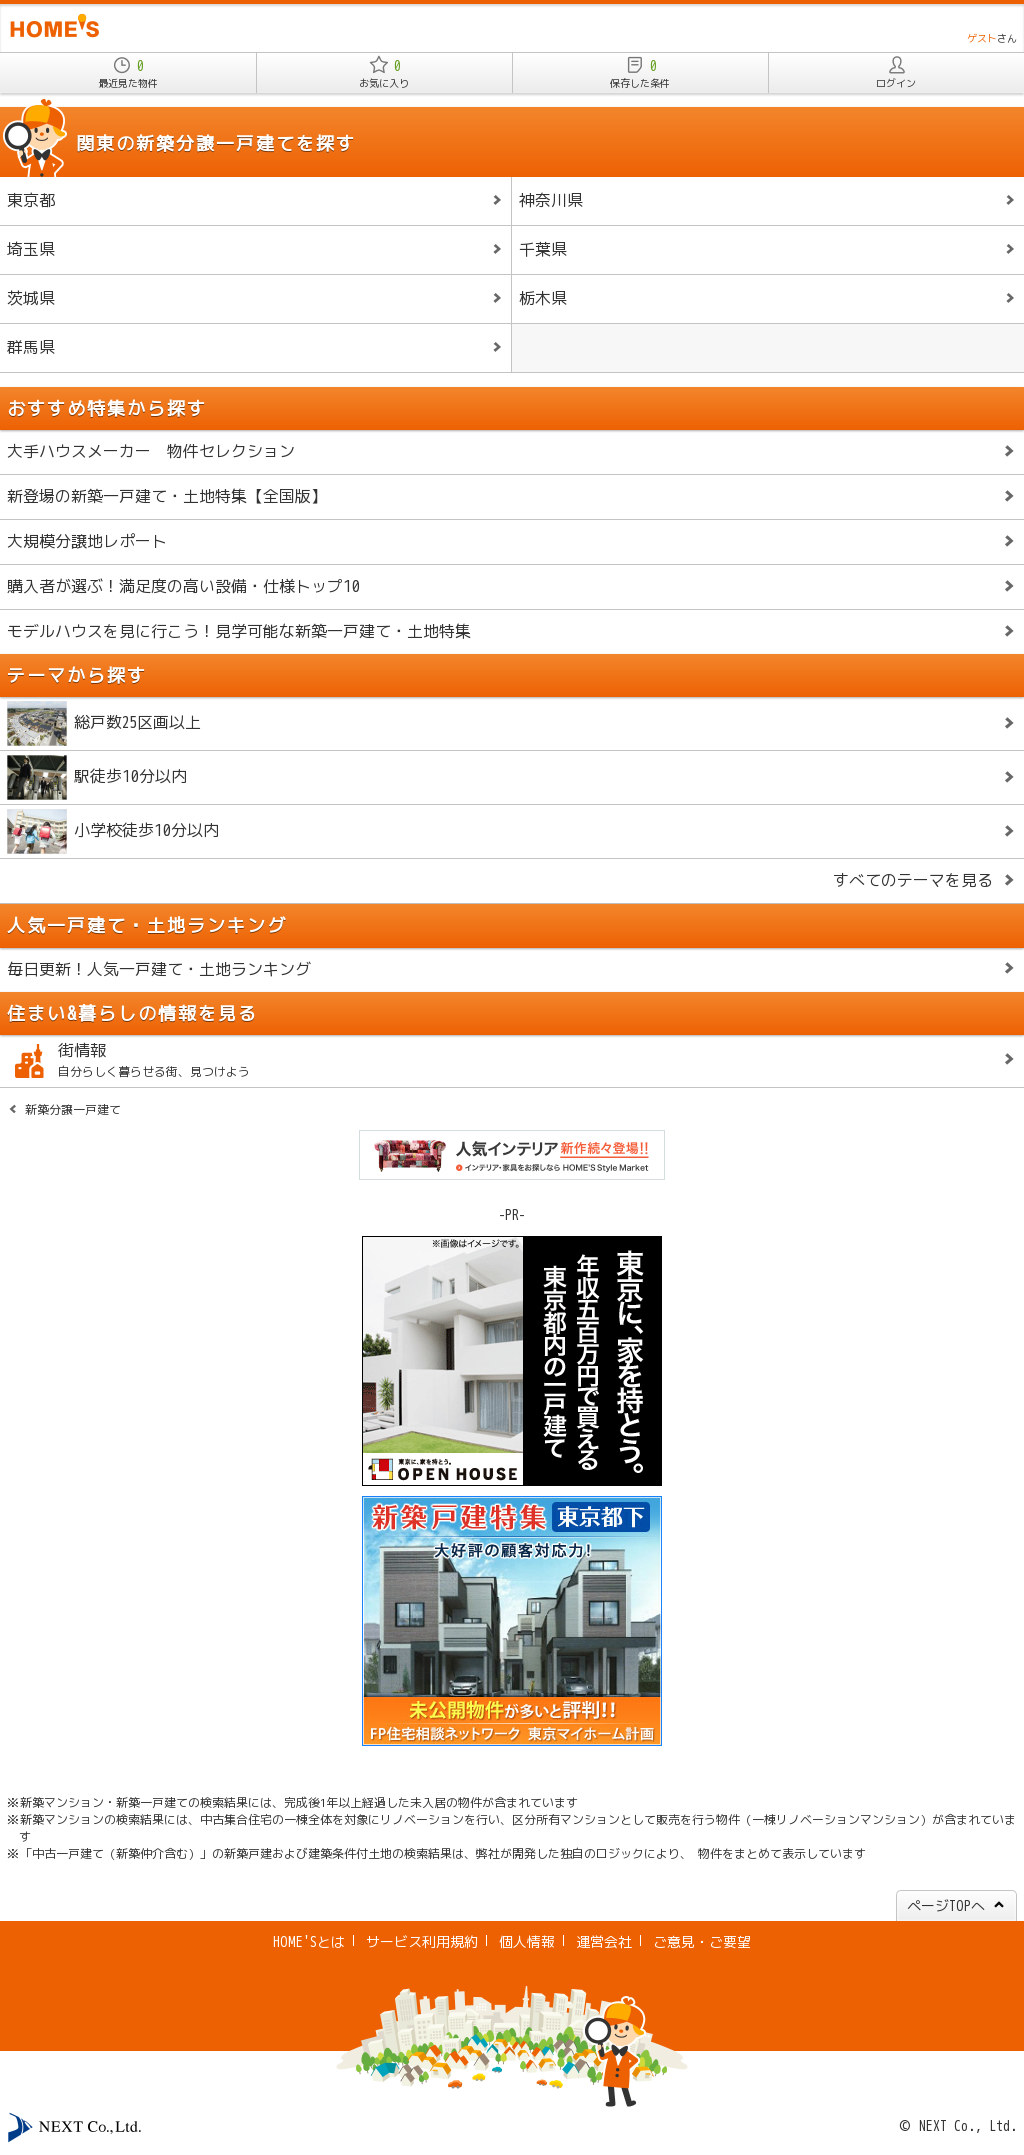 HOME'S
ゲストさん
0
最近見た物件
0
お気に入り
0
保存した条件
ログイン
関東の新築分譲一戸建てを探す
東京都
神奈川県
埼玉県
千葉県
茨城県
栃木県
群馬県
おすすめ特集から探す
大手ハウスメーカー　物件セレクション
新登場の新築一戸建て・土地特集【全国版】
大規模分譲地レポート
購入者が選ぶ！満足度の高い設備・仕様トップ10
モデルハウスを見に行こう！見学可能な新築一戸建て・土地特集
テーマから探す
総戸数25区画以上
駅徒歩10分以内
小学校徒歩10分以内
すべてのテーマを見る
人気一戸建て・土地ランキング
毎日更新！人気一戸建て・土地ランキング
住まい&暮らしの情報を見る
街情報
自分らしく暮らせる街、見つけよう
新築分譲一戸建て
人気インテリア 新作続々登場!!
インテリア・家具をお探しなら HOME'S Style Market
-PR-
※画像はイメージです。
東京に、家を持とう。
年収五百万円で買える
東京都内の一戸建て
東京に、家を持とう。
OPEN HOUSE
新築戸建特集 東京都下
大好評の顧客対応力!
未公開物件が多いと評判!!
FP住宅相談ネットワーク 東京マイホーム計画
※新築マンション・新築一戸建ての検索結果には、完成後1年以上経過した未入居の物件が含まれています
※新築マンションの検索結果には、中古集合住宅の一棟全体を対象にリノベーションを行い、区分所有マンションとして販売を行う物件（一棟リノベーションマンション）が含まれていま
す
※「中古一戸建て（新築仲介含む）」の新築戸建および建築条件付土地の検索結果は、弊社が開発した独自のロジックにより、 物件をまとめて表示しています
ページTOPへ
HOME'Sとは | サービス利用規約 | 個人情報 | 運営会社 | ご意見・ご要望
NEXT Co., Ltd.
© NEXT Co., Ltd.